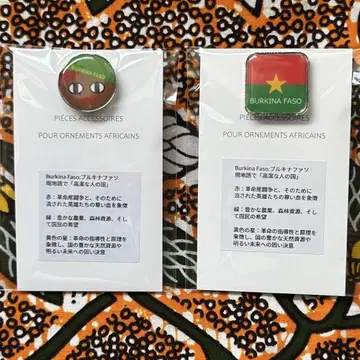 BURKINA FASO
PIÈCES ACCESSOIRES
POUR ORNEMENTS AFRICAINS
Burkina Faso:ブルキナファソ
現地語で「高潔な人の国」
赤：革命闘争と、そのために
流された英雄たちの尊い血を象徴
緑：豊かな農業、森林資源、そし
て国民の希望
黄色の星：革命の指導性と原理を
象徴し、国の豊かな天然資源や
明るい未来への固い決意
BURKINA FASO
PIÈCES ACCESSOIRES
POUR ORNEMENTS AFRICAINS
Burkina Faso:ブルキナファソ
現地語で「高潔な人の国」
赤：革命闘争と、そのために
流された英雄たちの尊い血を象徴
緑：豊かな農業、森林資源、そし
て国民の希望
黄色の星：革命の指導性と原理を
象徴し、国の豊かな天然資源や
明るい未来への固い決意